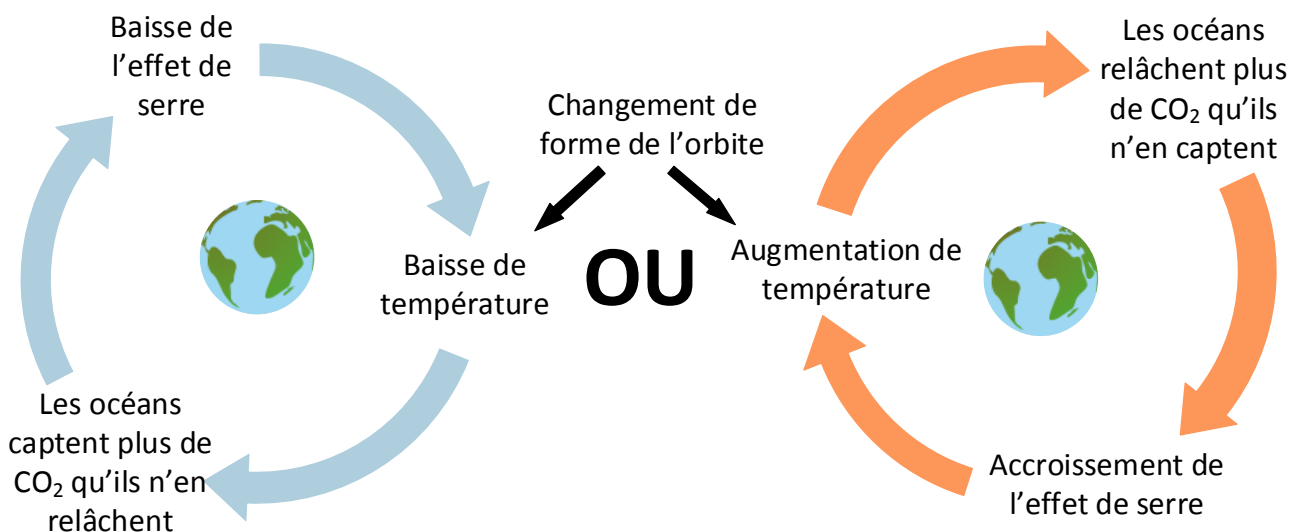 Baisse de
l’effet de
serre
Changement de
forme de l’orbite
Les océans
relâchent plus
de CO₂ qu’ils
n’en captent
Baisse de
température
OU
Augmentation de
température
Les océans
captent plus de
CO₂ qu’ils n’en
relâchent
Accroissement de
l’effet de serre